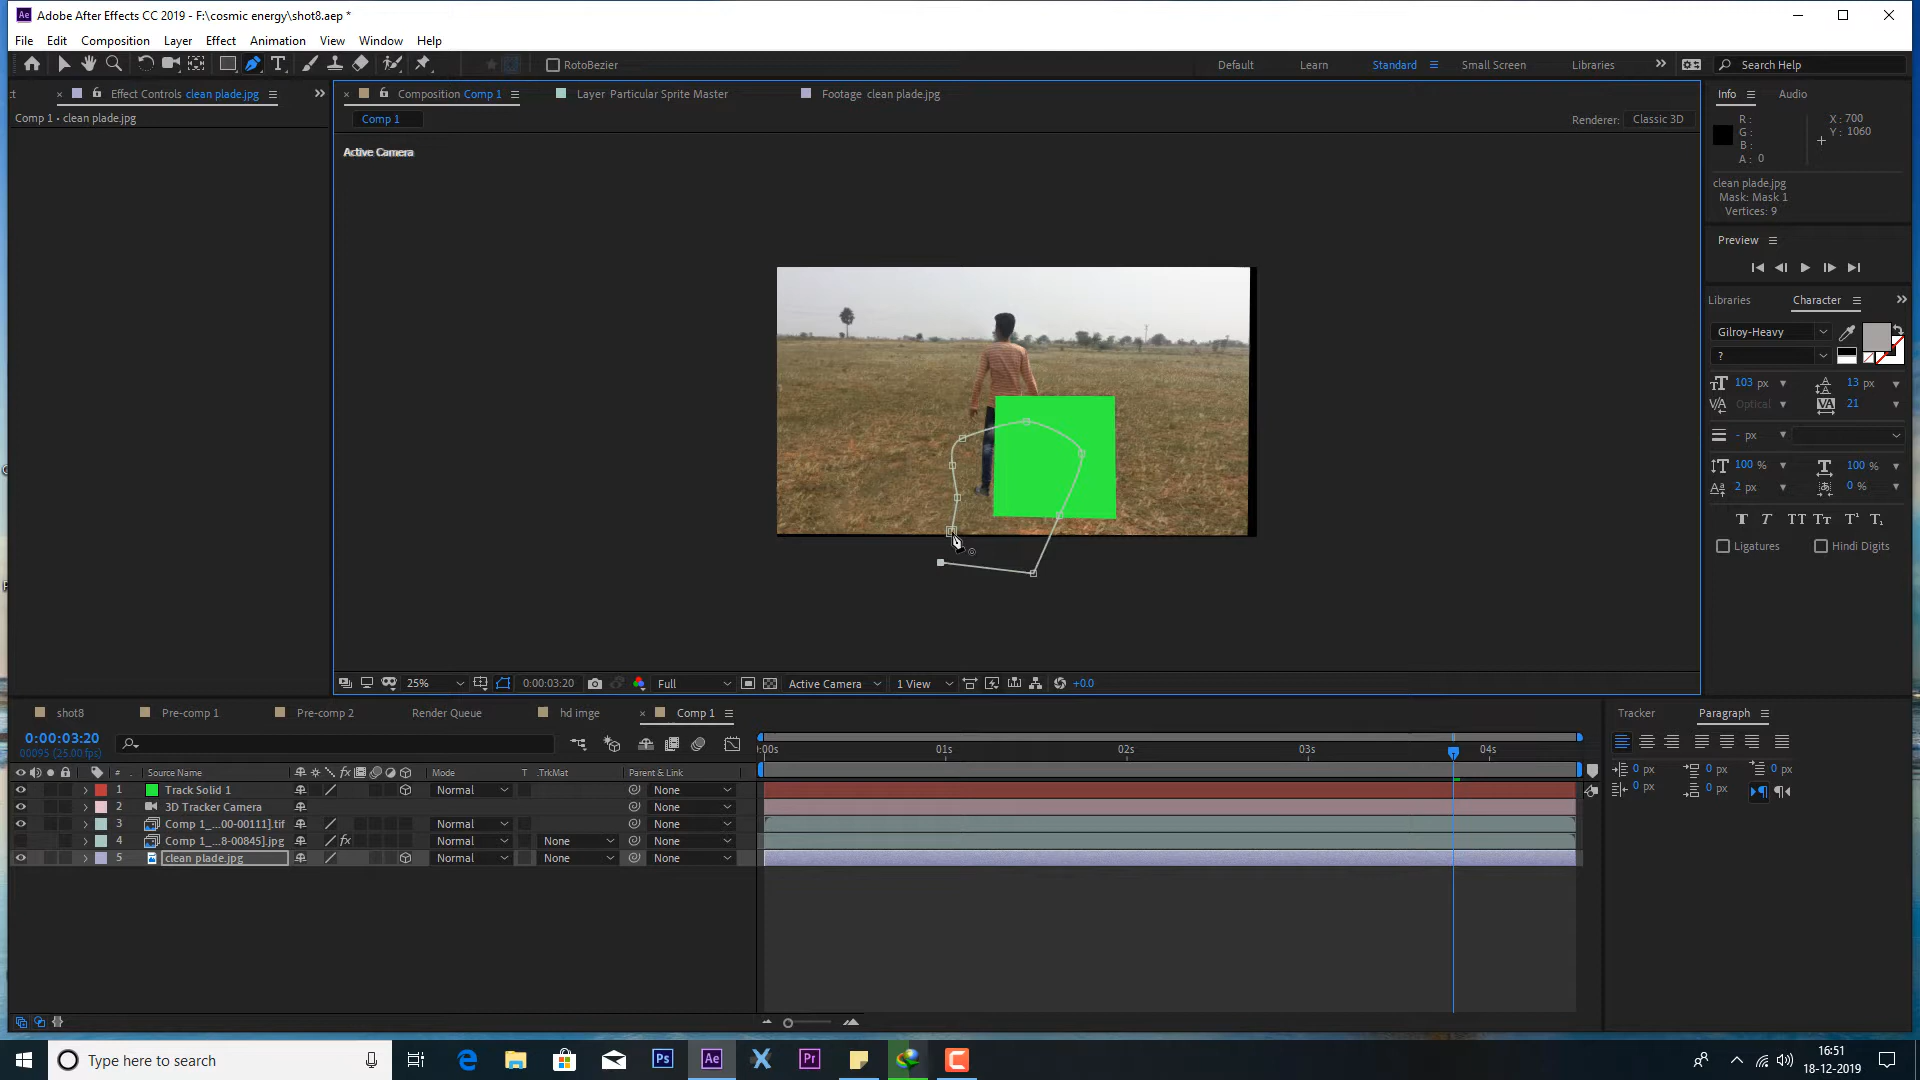 Adobe After Effects CC 2019 - F:\cosmic energy\shot8.aep *
File Edit Composition Layer Effect Animation View Window Help
RotoBezier
Default Learn Standard Small Screen Libraries Search Help
Effect Controls clean plade.jpg
Composition Comp 1
Layer Particular Sprite Master
Footage clean plade.jpg
Info Audio
Comp 1 • clean plade.jpg
Comp 1
Renderer: Classic 3D
Active Camera
R :
G :
B :
A : 0
X : 700
Y : 1060
clean plade.jpg
Mask: Mask 1
Vertices: 9
Preview
Libraries Character
Gilroy-Heavy
?
103 px 13 px
Optical 21
- px
100 % 100 %
2 px 0 %
T T TT Tт T¹ T₁
Ligatures Hindi Digits
25% 0:00:03:20 Full Active Camera 1 View +0.0
shot8 Pre-comp 1 Pre-comp 2 Render Queue hd imge Comp 1
Tracker Paragraph
0:00:03:20
00095 (25.00 fps)
:00s 01s 02s 03s 04s
# Source Name Mode T .TrkMat Parent & Link
1 Track Solid 1 Normal None
2 3D Tracker Camera None
3 Comp 1_...00-00111].tif Normal None
4 Comp 1_...8-00845].jpg Normal None None
5 clean plade.jpg Normal None None
0 px 0 px 0 px
0 px 0 px
Type here to search
Ps Ae Pr
16:51
18-12-2019